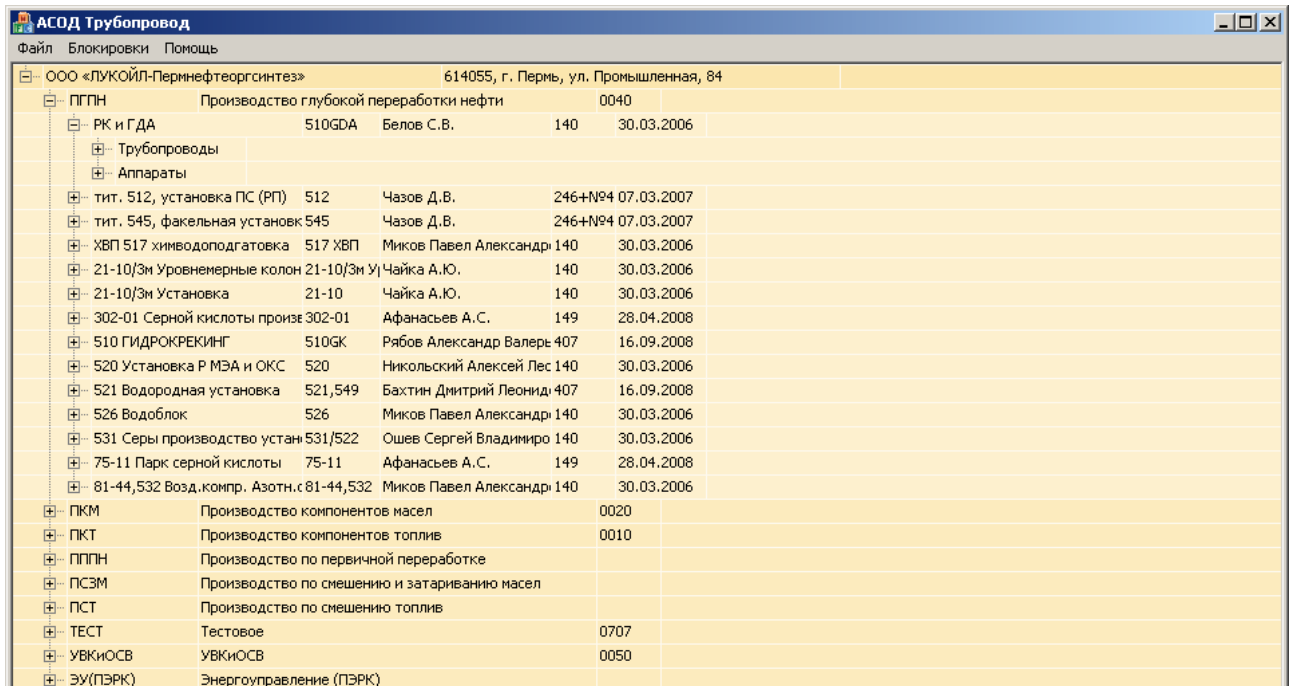 АСОД Трубопровод
Файл Блокировки Помощь
ООО «ЛУКОЙЛ-Пермнефтеоргсинтез» 614055, г. Пермь, ул. Промышленная, 84
ПГПН Производство глубокой переработки нефти 0040
РК и ГДА 510GDA Белов С.В. 140 30.03.2006
Трубопроводы
Аппараты
тит. 512, установка ПС (РП) 512 Чазов Д.В. 246+№4 07.03.2007
тит. 545, факельная установк 545 Чазов Д.В. 246+№4 07.03.2007
ХВП 517 химводоподгатовка 517 ХВП Миков Павел Александр 140 30.03.2006
21-10/3м Уровнемерные колон 21-10/3м У Чайка А.Ю. 140 30.03.2006
21-10/3м Установка 21-10 Чайка А.Ю. 140 30.03.2006
302-01 Серной кислоты произв 302-01 Афанасьев А.С. 149 28.04.2008
510 ГИДРОКРЕКИНГ 510GK Рябов Александр Валерь 407 16.09.2008
520 Установка Р МЭА и ОКС 520 Никольский Алексей Лес 140 30.03.2006
521 Водородная установка 521,549 Бахтин Дмитрий Леонид 407 16.09.2008
526 Водоблок 526 Миков Павел Александр 140 30.03.2006
531 Серы производство устан 531/522 Ошев Сергей Владимиро 140 30.03.2006
75-11 Парк серной кислоты 75-11 Афанасьев А.С. 149 28.04.2008
81-44,532 Возд.компр. Азотн.с 81-44,532 Миков Павел Александр 140 30.03.2006
ПКМ Производство компонентов масел 0020
ПКТ Производство компонентов топлив 0010
ПППН Производство по первичной переработке
ПСЗМ Производство по смешению и затариванию масел
ПСТ Производство по смешению топлив
ТЕСТ Тестовое 0707
УВКиОСВ УВКиОСВ 0050
ЭУ(ПЭРК) Энергоуправление (ПЭРК)